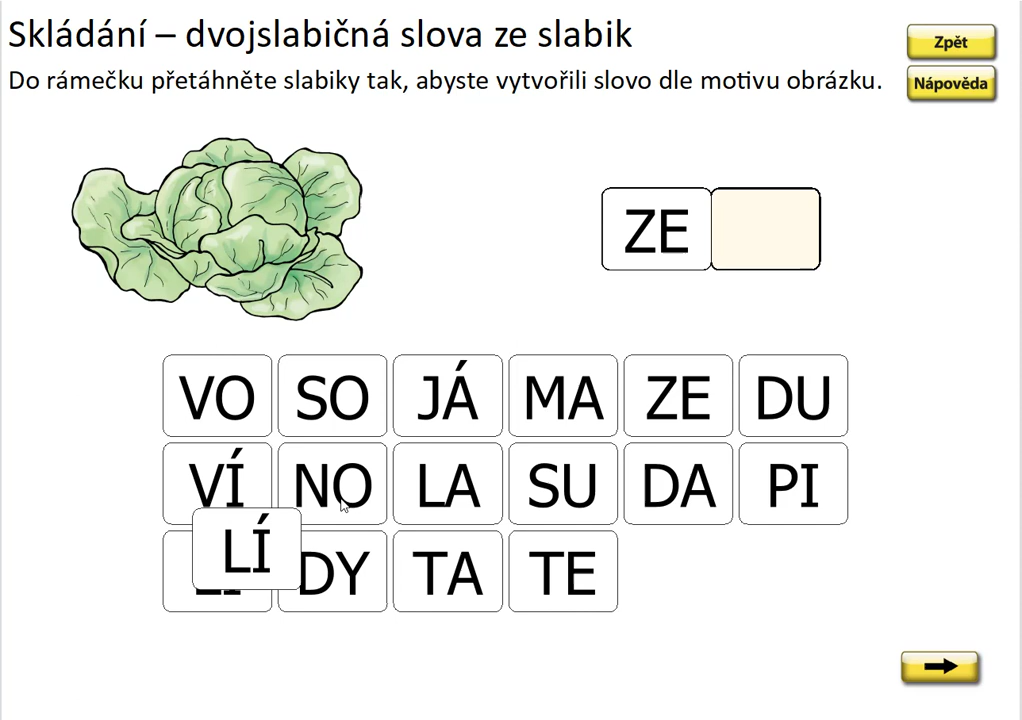 Skládání – dvojslabičná slova ze slabik
Zpět
Do rámečku přetáhněte slabiky tak, abyste vytvořili slovo dle motivu obrázku.
Nápověda
ZE
VO SO JÁ MA ZE DU
VÍ NO LA SU DA PI
LÍ
DY TA TE